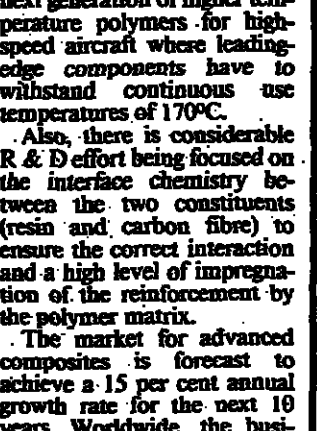 next generation of higher tem-
perature polymers for high-
speed aircraft where leading-
edge components have to
withstand continuous use
temperatures of 170ºC.
Also, there is considerable
R & D effort being focused on
the interface chemistry be-
tween the two constituents
(resin and carbon fibre) to
ensure the correct interaction
and a high level of impregna-
tion of the reinforcement by
the polymer matrix.
The market for advanced
composites is forecast to
achieve a 15 per cent annual
growth rate for the next 10
years. Worldwide, the busi-